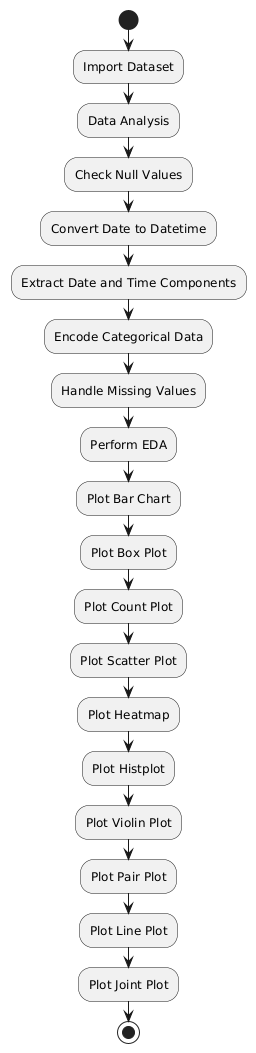 Import Dataset
Data Analysis
Check Null Values
Convert Date to Datetime
Extract Date and Time Components
Encode Categorical Data
Handle Missing Values
Perform EDA
Plot Bar Chart
Plot Box Plot
Plot Count Plot
Plot Scatter Plot
Plot Heatmap
Plot Histplot
Plot Violin Plot
Plot Pair Plot
Plot Line Plot
Plot Joint Plot